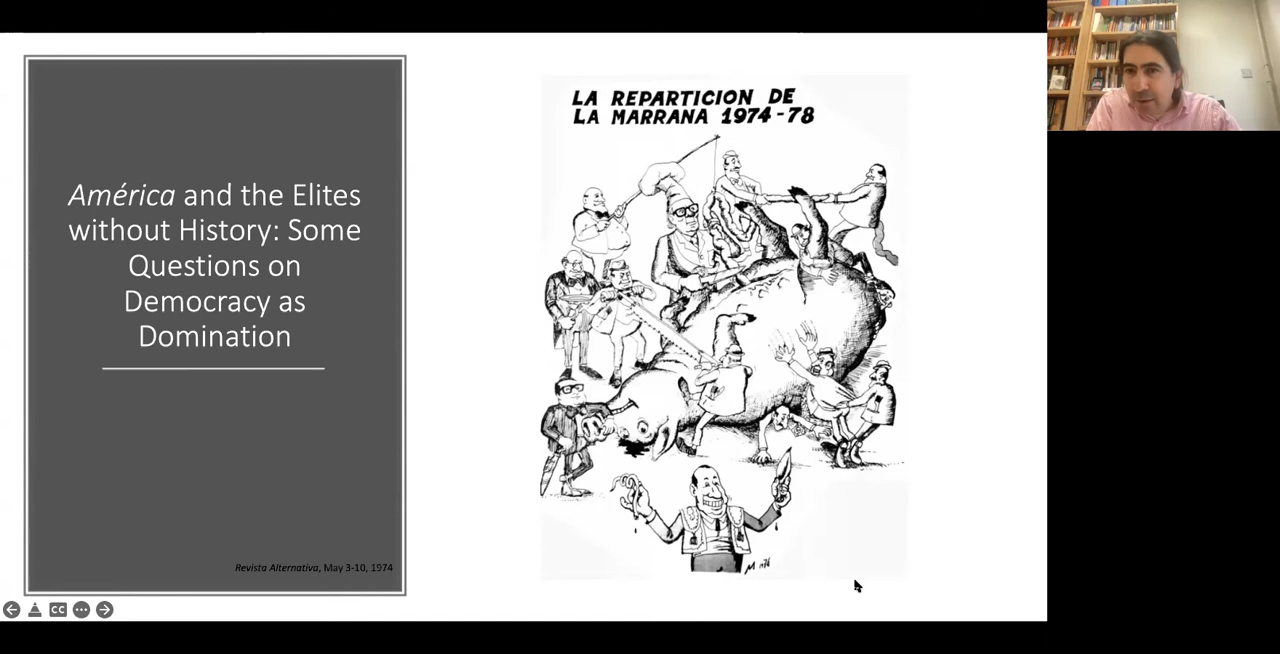 América and the Elites
without History: Some
Questions on
Democracy as
Domination
Revista Alternativa, May 3-10, 1974
LA REPARTICION DE
LA MARRANA 1974-78
CC